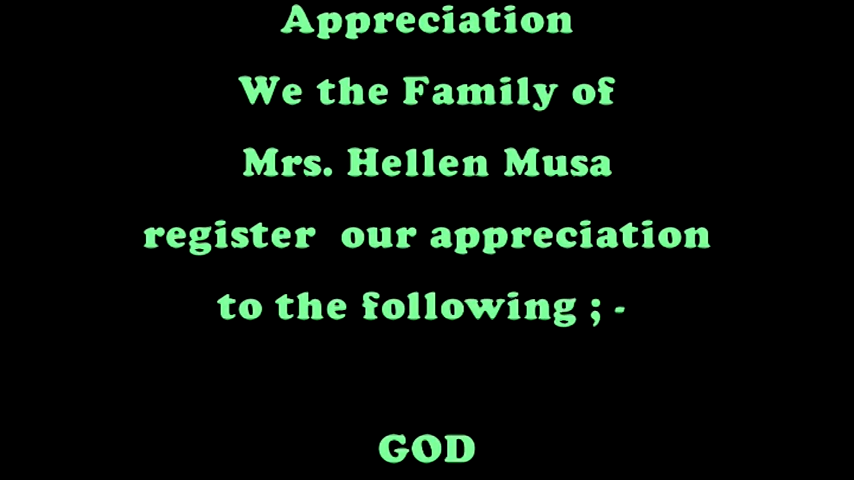 Appreciation
We the Family of
Mrs. Hellen Musa
register  our appreciation
to the following ; -
GOD